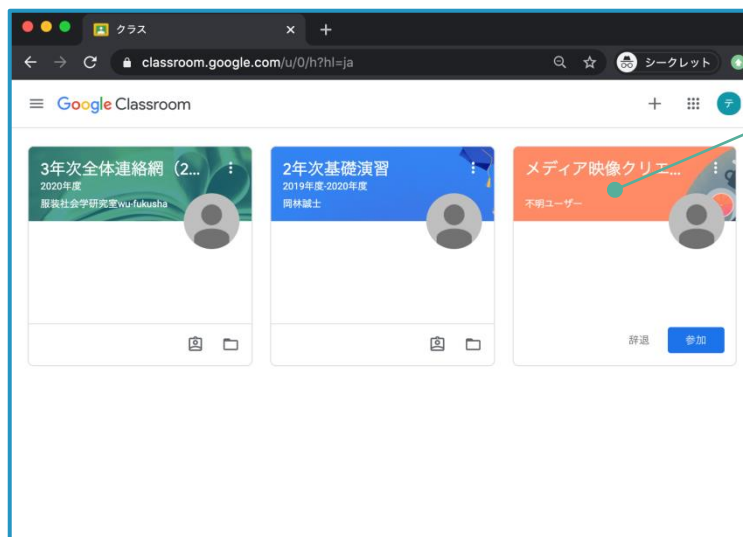 クラス
classroom.google.com/u/0/h?hl=ja
シークレット
Google Classroom
テ
3年次全体連絡網（2...
2020年度
服装社会学研究室wu-fukusha
2年次基礎演習
2019年度-2020年度
岡林誠士
メディア映像クリエ...
不明ユーザー
辞退
参加